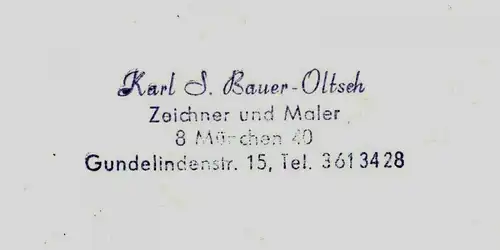 Karl S. Bauer-Oltsch
Zeichner und Maler
8 München 40
Gundelindenstr. 15, Tel. 3613428